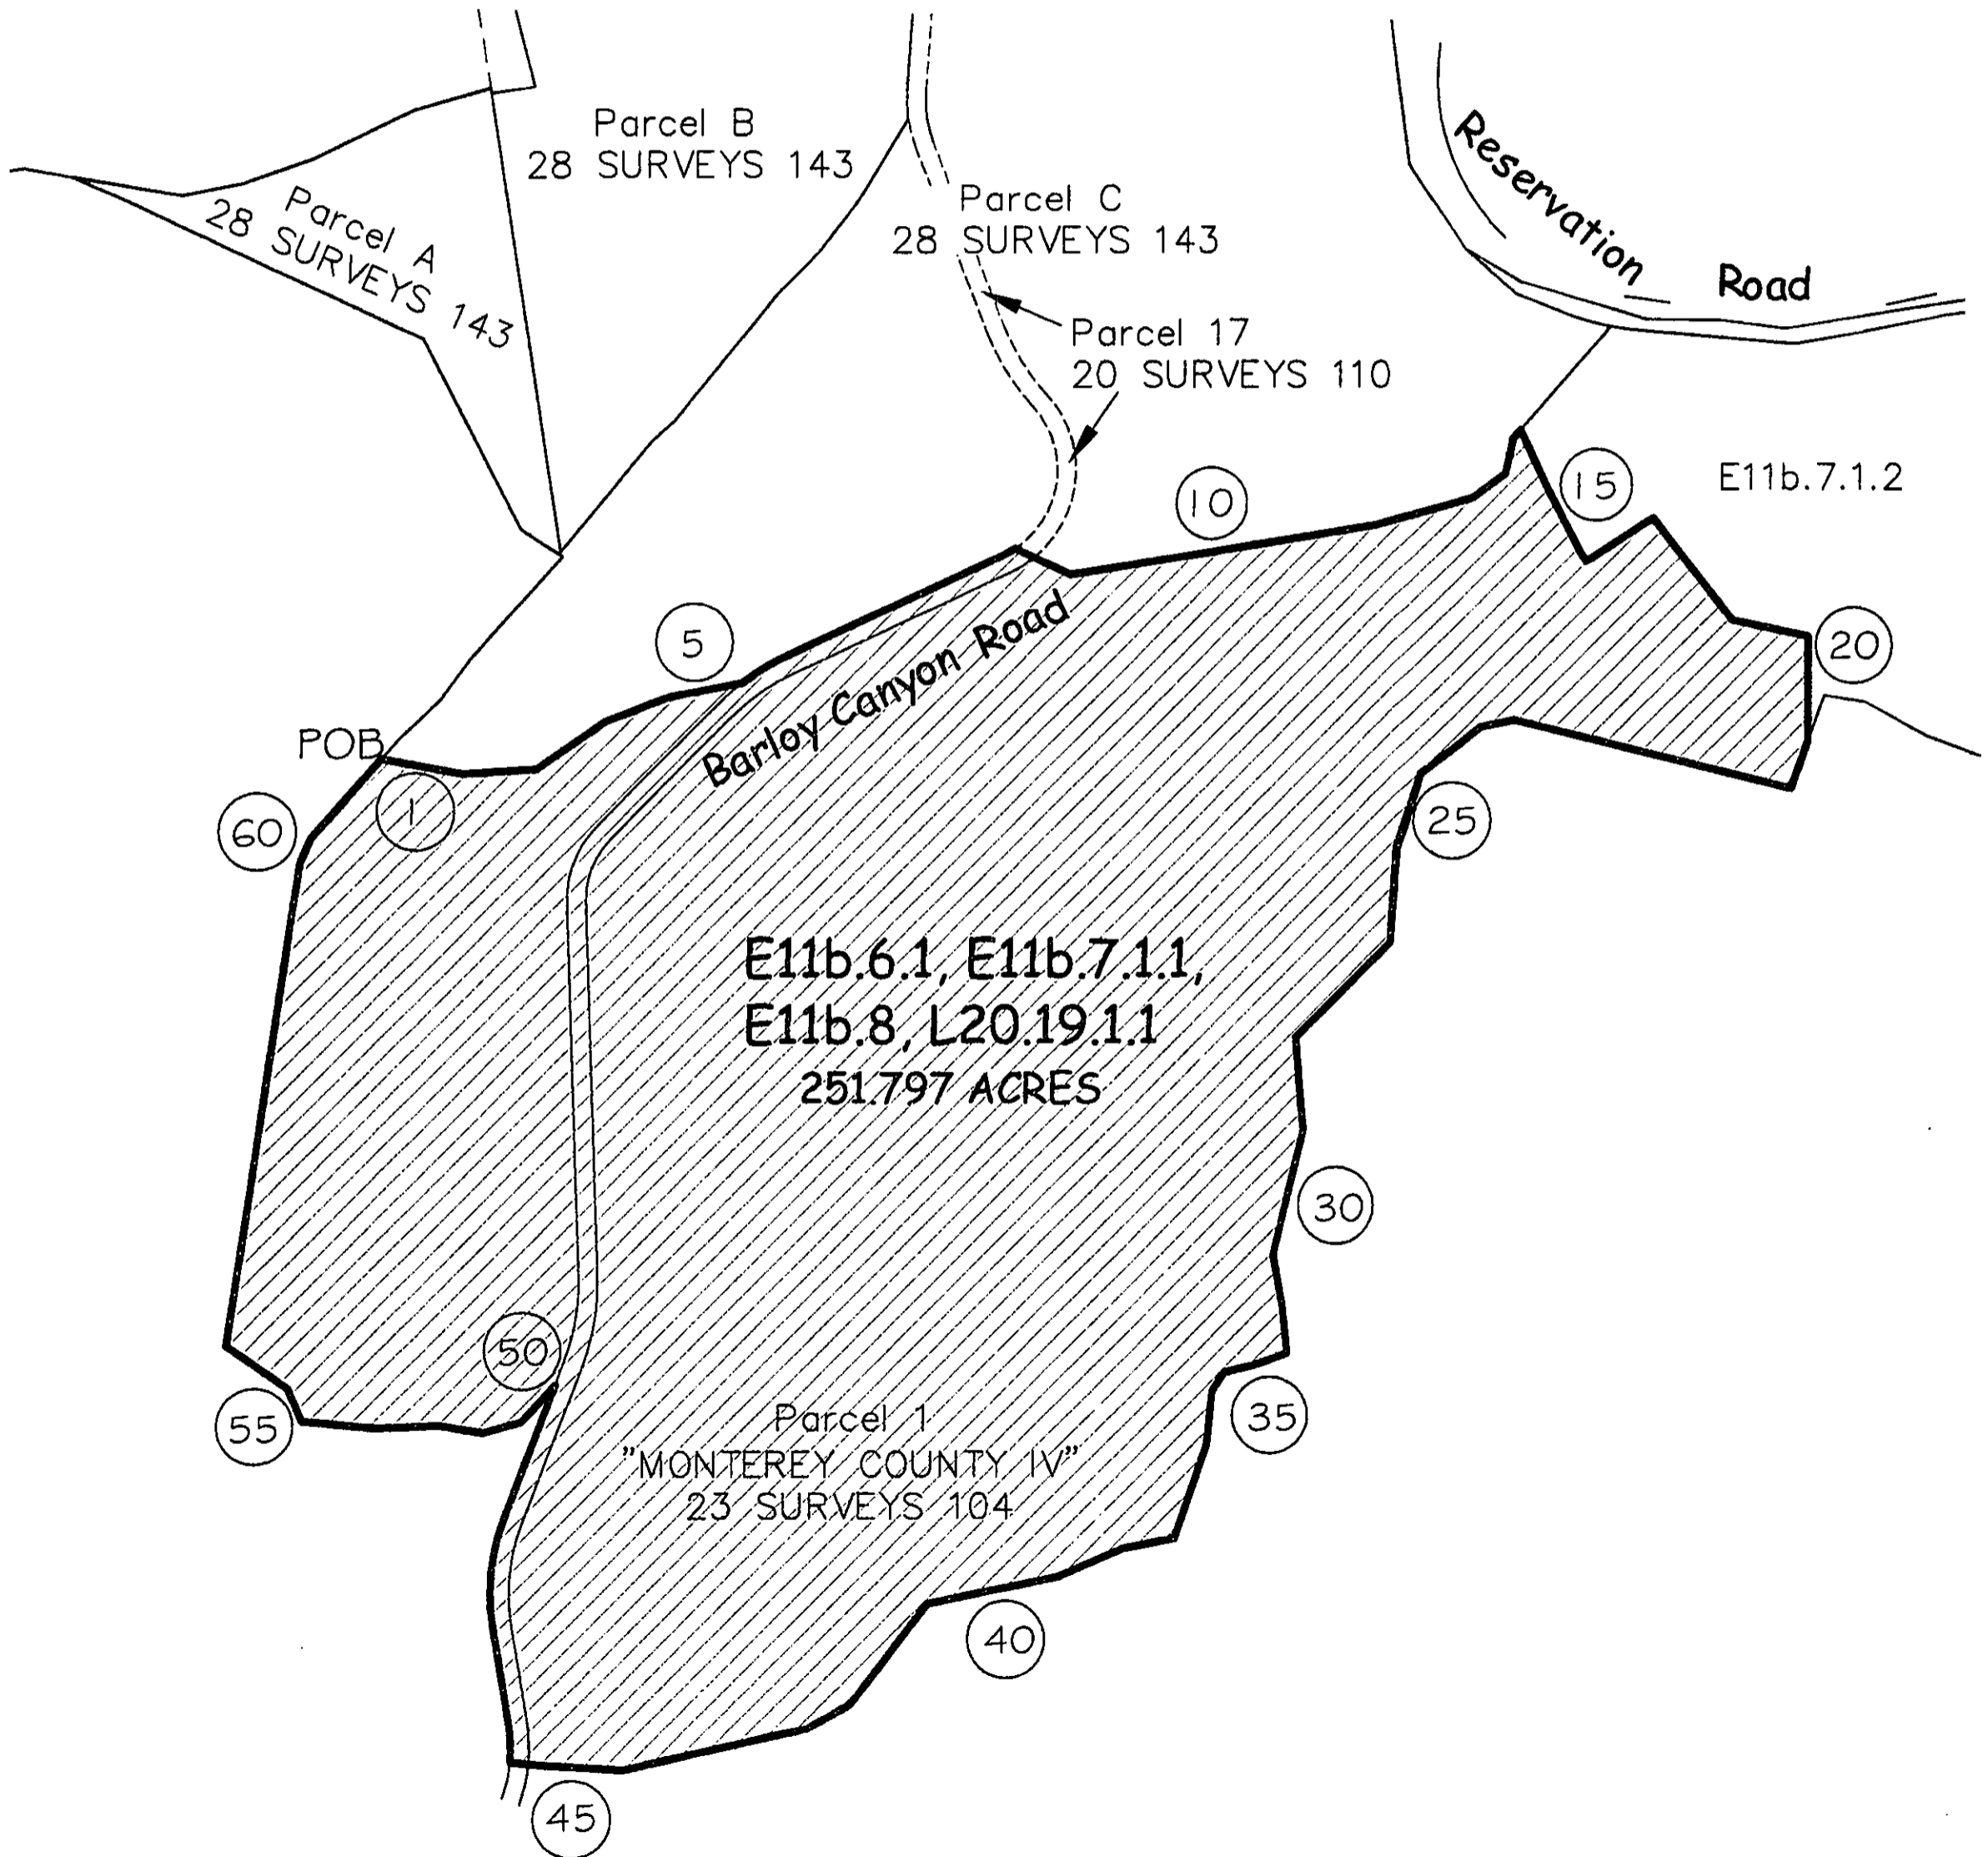 Parcel B
28 SURVEYS 143
Parcel A
28 SURVEYS 143
Parcel C
28 SURVEYS 143
Reservation Road
Parcel 17
20 SURVEYS 110
E11b.7.1.2
10
15
5
20
POB
1
60
Barloy Canyon Road
25
E11b.6.1, E11b.7.1.1,
E11b.8, L20.19.1.1
251.797 ACRES
30
50
55
35
Parcel 1
"MONTEREY COUNTY IV"
23 SURVEYS 104
40
45